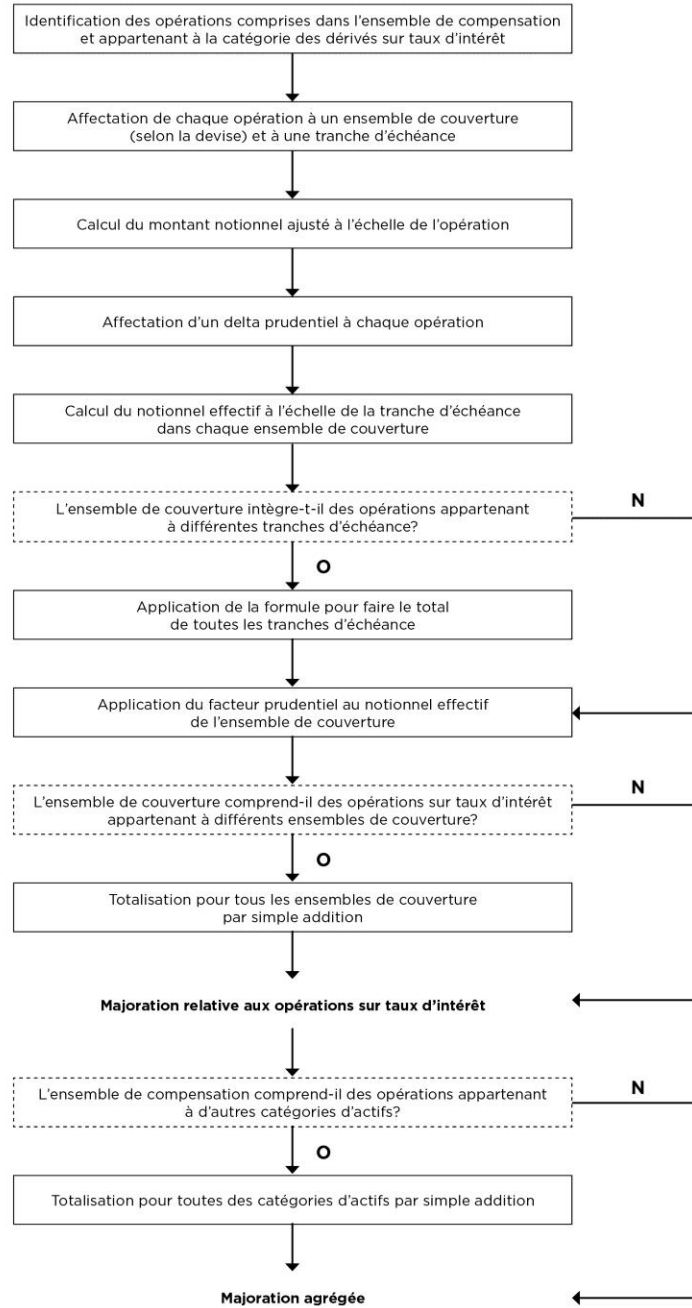 Identification des opérations comprises dans l'ensemble de compensation
et appartenant à la catégorie des dérivés sur taux d'intérêt
Affectation de chaque opération à un ensemble de couverture
(selon la devise) et à une tranche d'échéance
Calcul du montant notionnel ajusté à l'échelle de l'opération
Affectation d'un delta prudentiel à chaque opération
Calcul du notionnel effectif à l'échelle de la tranche d'échéance
dans chaque ensemble de couverture
L'ensemble de couverture intègre-t-il des opérations appartenant
à différentes tranches d'échéance?
N
O
Application de la formule pour faire le total
de toutes les tranches d'échéance
Application du facteur prudentiel au notionnel effectif
de l'ensemble de couverture
L'ensemble de couverture comprend-il des opérations sur taux d'intérêt
appartenant à différents ensembles de couverture?
N
O
Totalisation pour tous les ensembles de couverture
par simple addition
Majoration relative aux opérations sur taux d'intérêt
L'ensemble de compensation comprend-il des opérations appartenant
à d'autres catégories d'actifs?
N
O
Totalisation pour toutes des catégories d'actifs par simple addition
Majoration agrégée